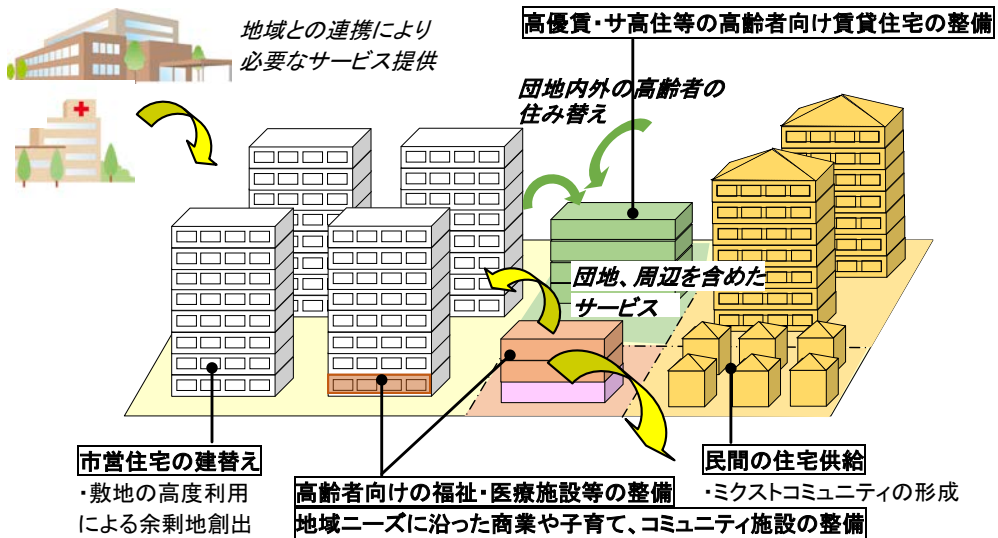 地域との連携により
必要なサービス提供
高優賃・サ高住等の高齢者向け賃貸住宅の整備
団地内外の高齢者の
住み替え
団地、周辺を含めた
サービス
市営住宅の建替え
・敷地の高度利用
による余剰地創出
高齢者向けの福祉・医療施設等の整備
地域ニーズに沿った商業や子育て、コミュニティ施設の整備
民間の住宅供給
・ミクストコミュニティの形成